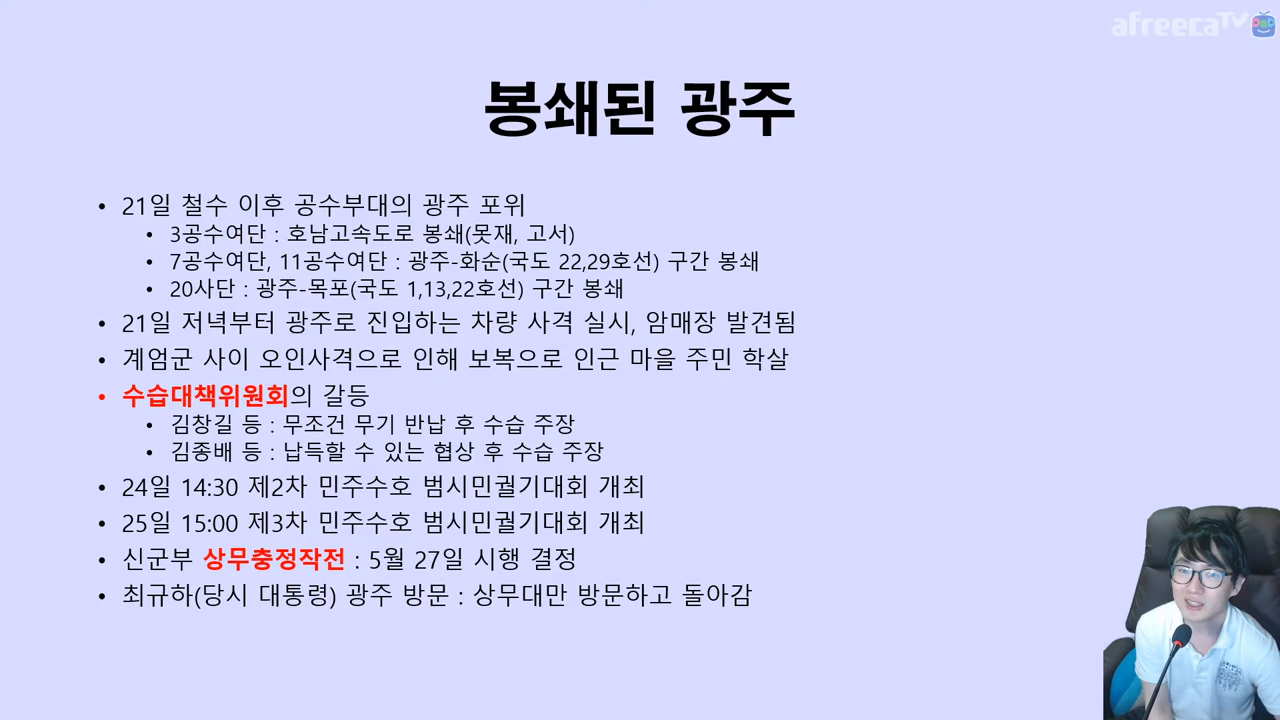 afreecaTV
봉쇄된 광주
• 21일 철수 이후 공수부대의 광주 포위
• 3공수여단 : 호남고속도로 봉쇄(못재, 고서)
• 7공수여단, 11공수여단 : 광주-화순(국도 22,29호선) 구간 봉쇄
• 20사단 : 광주-목포(국도 1,13,22호선) 구간 봉쇄
• 21일 저녁부터 광주로 진입하는 차량 사격 실시, 암매장 발견됨
• 계엄군 사이 오인사격으로 인해 보복으로 인근 마을 주민 학살
• 수습대책위원회의 갈등
• 김창길 등 : 무조건 무기 반납 후 수습 주장
• 김종배 등 : 납득할 수 있는 협상 후 수습 주장
• 24일 14:30 제2차 민주수호 범시민궐기대회 개최
• 25일 15:00 제3차 민주수호 범시민궐기대회 개최
• 신군부 상무충정작전 : 5월 27일 시행 결정
• 최규하(당시 대통령) 광주 방문 : 상무대만 방문하고 돌아감